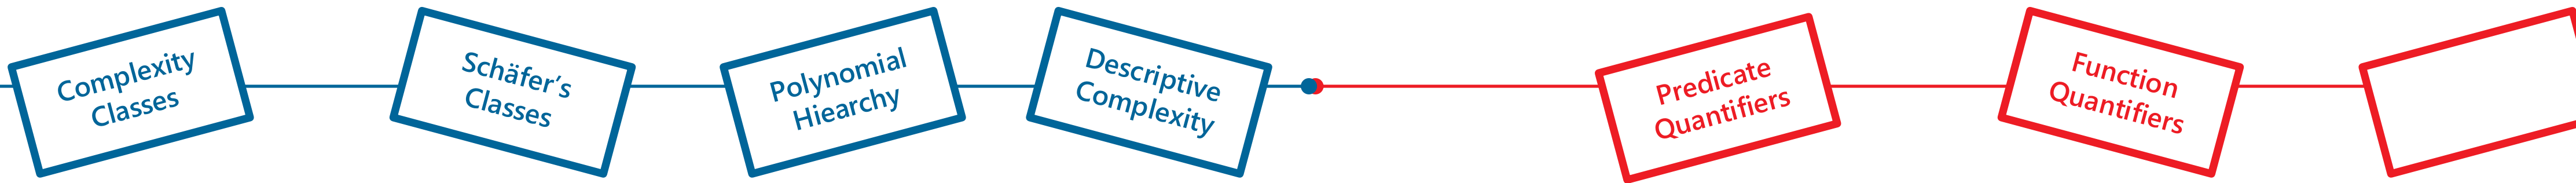 Complexity
Classes
Schäfer's
Classes
Polynomial
Hiearchy
Descriptive
Complexity
Predicate
Quantifiers
Function
Quantifiers